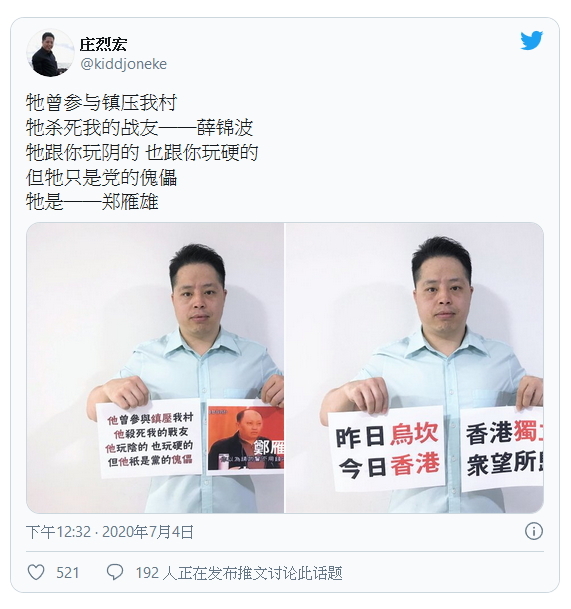 庄烈宏
@kiddjoneke
牠曾参与镇压我村
牠杀死我的战友——薛锦波
牠跟你玩阴的 也跟你玩硬的
但牠只是党的傀儡
牠是——郑雁雄
他曾參與鎮壓我村
他殺死我的戰友
他玩陰的 也玩硬的
但他衹是黨的傀儡
鄭雁
昨日烏坎
今日香港
香港獨立
眾望所歸
下午12:32 · 2020年7月4日
521
192 人正在发布推文讨论此话题